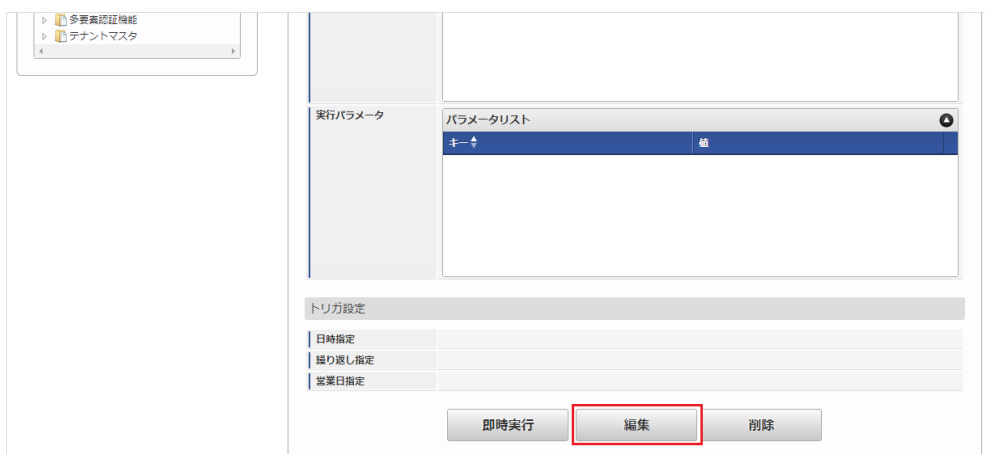 多要素認証機能
テナントマスタ
実行パラメータ
パラメータリスト
キー 値
トリガ設定
日時指定
繰り返し指定
営業日指定
即時実行 編集 削除